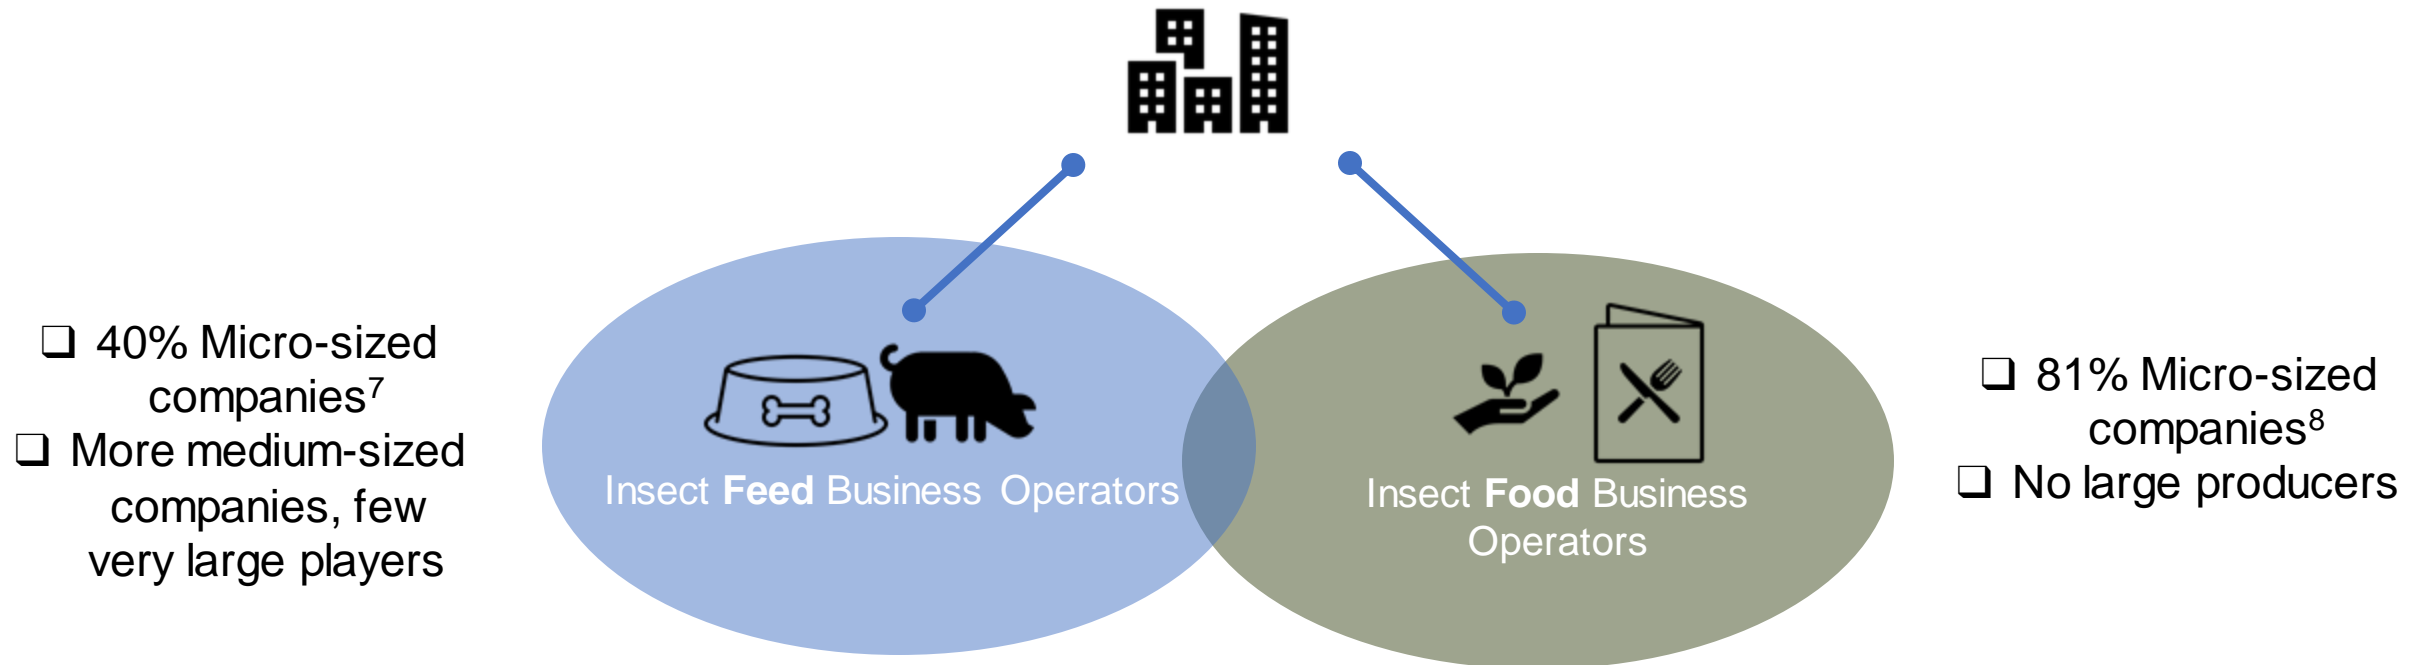 ❑ 40% Micro-sized
companies⁷
❑ More medium-sized
companies, few
very large players
Insect Feed Business Operators
Insect Food Business
Operators
❑ 81% Micro-sized
companies⁸
❑ No large producers